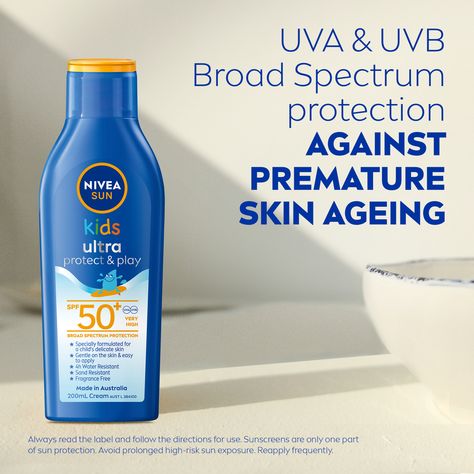 UVA & UVB
Broad Spectrum
protection
AGAINST
PREMATURE
SKIN AGEING
NIVEA
SUN
kids
ultra
protect & play
SPF 50+ VERY HIGH
BROAD SPECTRUM PROTECTION
★ Specially formulated for
a child's delicate skin
★ Gentle on the skin & easy
to apply
★ 4h Water Resistant
★ Sand Resistant
★ Fragrance Free
Made in Australia
200mL Cream
Always read the label and follow the directions for use. Sunscreens are only one part
of sun protection. Avoid prolonged high-risk sun exposure. Reapply frequently.